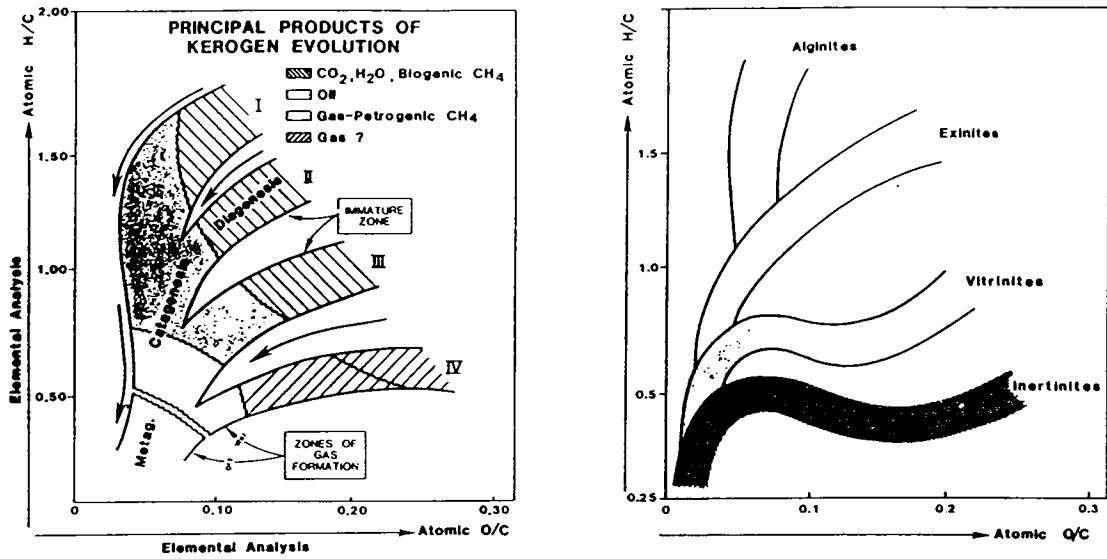 PRINCIPAL PRODUCTS OF
KEROGEN EVOLUTION
CO2, H2O, Biogenic CH4
Oil
Gas-Petrogenic CH4
Gas ?
Atomic H/C
Elemental Analysis
2.00
1.50
1.00
0.50
0
0.10
0.20
0.30
Atomic O/C
Elemental Analysis
I
II
III
IV
Diagenesis
Catagenesis
Metag.
IMMATURE
ZONE
ZONES OF
GAS
FORMATION
Atomic H/C
1.5
1.0
0.5
0.25
0
0.1
0.2
0.3
Atomic O/C
Alginites
Exinites
Vitrinites
Inertinites